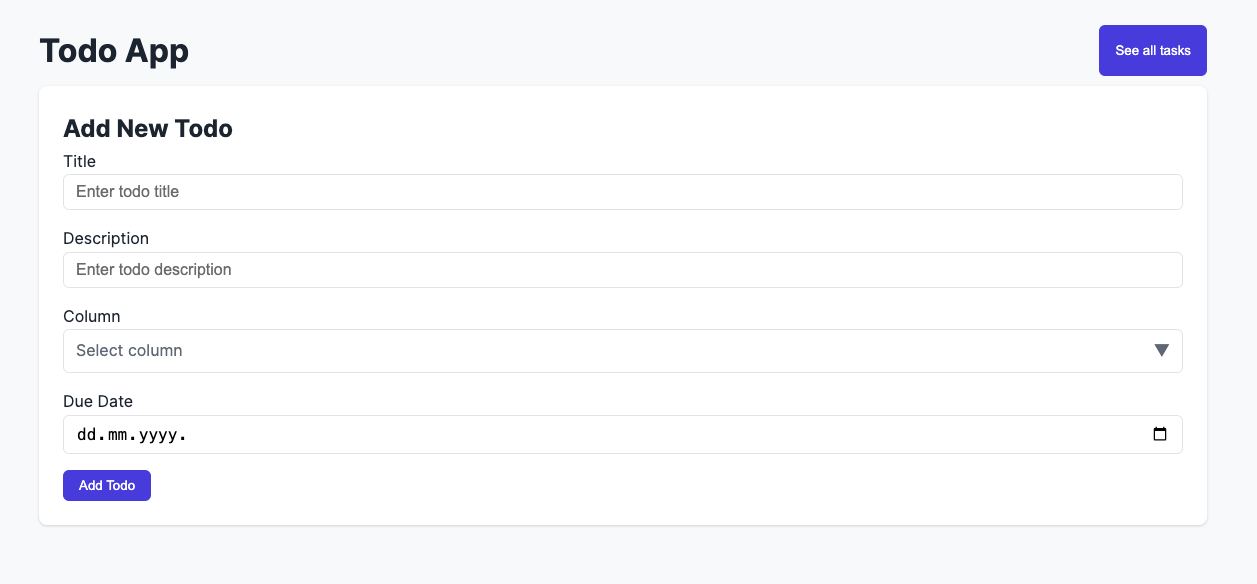 Todo App
See all tasks
Add New Todo
Title
Enter todo title
Description
Enter todo description
Column
Select column
Due Date
dd.mm.yyyy.
Add Todo